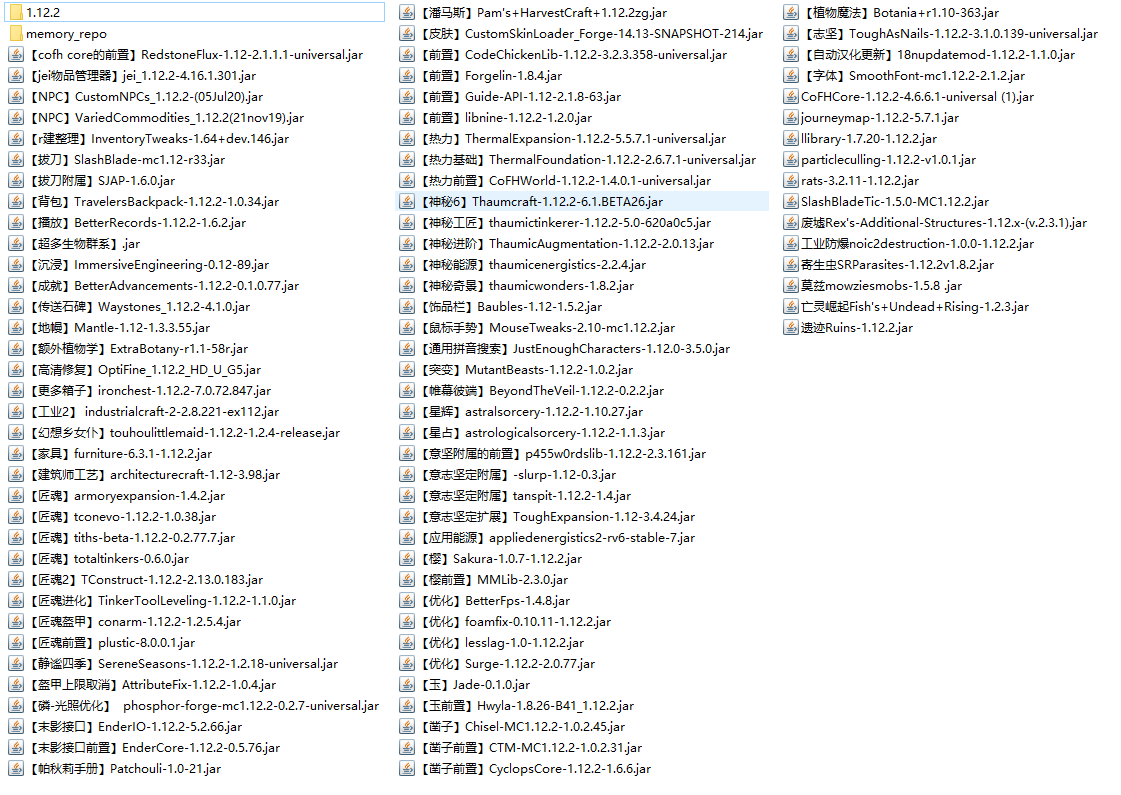 1.12.2
memory_repo
【cofh core的前置】RedstoneFlux-1.12-2.1.1.1-universal.jar
【jei物品管理器】jei_1.12.2-4.16.1.301.jar
【NPC】CustomNPCs_1.12.2-(05Jul20).jar
【NPC】VariedCommodities_1.12.2(21nov19).jar
【r建整理】InventoryTweaks-1.64+dev.146.jar
【拔刀】SlashBlade-mc1.12-r33.jar
【拔刀附属】SJAP-1.6.0.jar
【背包】TravelersBackpack-1.12.2-1.0.34.jar
【播放】BetterRecords-1.12.2-1.6.2.jar
【超多生物群系】.jar
【沉浸】ImmersiveEngineering-0.12-89.jar
【成就】BetterAdvancements-1.12.2-0.1.0.77.jar
【传送石碑】Waystones_1.12.2-4.1.0.jar
【地幔】Mantle-1.12-1.3.3.55.jar
【额外植物学】ExtraBotany-r1.1-58r.jar
【高清修复】OptiFine_1.12.2_HD_U_G5.jar
【更多箱子】ironchest-1.12.2-7.0.72.847.jar
【工业2】 industrialcraft-2-2.8.221-ex112.jar
【幻想乡女仆】touhoulittlemaid-1.12.2-1.2.4-release.jar
【家具】furniture-6.3.1-1.12.2.jar
【建筑师工艺】architecturecraft-1.12-3.98.jar
【匠魂】armoryexpansion-1.4.2.jar
【匠魂】tconevo-1.12.2-1.0.38.jar
【匠魂】tiths-beta-1.12.2-0.2.77.7.jar
【匠魂】totaltinkers-0.6.0.jar
【匠魂2】TConstruct-1.12.2-2.13.0.183.jar
【匠魂进化】TinkerToolLeveling-1.12.2-1.1.0.jar
【匠魂盔甲】conarm-1.12.2-1.2.5.4.jar
【匠魂前置】plustic-8.0.0.1.jar
【静谧四季】SereneSeasons-1.12.2-1.2.18-universal.jar
【盔甲上限取消】AttributeFix-1.12.2-1.0.4.jar
【磷-光照优化】 phosphor-forge-mc1.12.2-0.2.7-universal.jar
【末影接口】EnderIO-1.12.2-5.2.66.jar
【末影接口前置】EnderCore-1.12.2-0.5.76.jar
【帕秋莉手册】Patchouli-1.0-21.jar
【潘马斯】Pam's+HarvestCraft+1.12.2zg.jar
【皮肤】CustomSkinLoader_Forge-14.13-SNAPSHOT-214.jar
【前置】CodeChickenLib-1.12.2-3.2.3.358-universal.jar
【前置】Forgelin-1.8.4.jar
【前置】Guide-API-1.12-2.1.8-63.jar
【前置】libnine-1.12.2-1.2.0.jar
【热力】ThermalExpansion-1.12.2-5.5.7.1-universal.jar
【热力基础】ThermalFoundation-1.12.2-2.6.7.1-universal.jar
【热力前置】CoFHWorld-1.12.2-1.4.0.1-universal.jar
【神秘6】Thaumcraft-1.12.2-6.1.BETA26.jar
【神秘工匠】thaumictinkerer-1.12.2-5.0-620a0c5.jar
【神秘进阶】ThaumicAugmentation-1.12.2-2.0.13.jar
【神秘能源】thaumicenergistics-2.2.4.jar
【神秘奇景】thaumicwonders-1.8.2.jar
【饰品栏】Baubles-1.12-1.5.2.jar
【鼠标手势】MouseTweaks-2.10-mc1.12.2.jar
【通用拼音搜索】JustEnoughCharacters-1.12.0-3.5.0.jar
【突变】MutantBeasts-1.12.2-1.0.2.jar
【帷幕彼端】BeyondTheVeil-1.12.2-0.2.2.jar
【星辉】astralsorcery-1.12.2-1.10.27.jar
【星占】astrologicalsorcery-1.12.2-1.1.3.jar
【意坚附属的前置】p455w0rdslib-1.12.2-2.3.161.jar
【意志坚定附属】-slurp-1.12-0.3.jar
【意志坚定附属】tanspit-1.12.2-1.4.jar
【意志坚定扩展】ToughExpansion-1.12-3.4.24.jar
【应用能源】appliedenergistics2-rv6-stable-7.jar
【樱】Sakura-1.0.7-1.12.2.jar
【樱前置】MMLib-2.3.0.jar
【优化】BetterFps-1.4.8.jar
【优化】foamfix-0.10.11-1.12.2.jar
【优化】lesslag-1.0-1.12.2.jar
【优化】Surge-1.12.2-2.0.77.jar
【玉】Jade-0.1.0.jar
【玉前置】Hwyla-1.8.26-B41_1.12.2.jar
【凿子】Chisel-MC1.12.2-1.0.2.45.jar
【凿子前置】CTM-MC1.12.2-1.0.2.31.jar
【凿子前置】CyclopsCore-1.12.2-1.6.6.jar
【植物魔法】Botania+r1.10-363.jar
【志坚】ToughAsNails-1.12.2-3.1.0.139-universal.jar
【自动汉化更新】18nupdatemod-1.12.2-1.1.0.jar
【字体】SmoothFont-mc1.12.2-2.1.2.jar
CoFHCore-1.12.2-4.6.6.1-universal (1).jar
journeymap-1.12.2-5.7.1.jar
llibrary-1.7.20-1.12.2.jar
particleculling-1.12.2-v1.0.1.jar
rats-3.2.11-1.12.2.jar
SlashBladeTic-1.5.0-MC1.12.2.jar
废墟Rex's-Additional-Structures-1.12.x-(v.2.3.1).jar
工业防爆noic2destruction-1.0.0-1.12.2.jar
寄生虫SRParasites-1.12.2v1.8.2.jar
莫兹mowziesmobs-1.5.8 .jar
亡灵崛起Fish's+Undead+Rising-1.2.3.jar
遗迹Ruins-1.12.2.jar